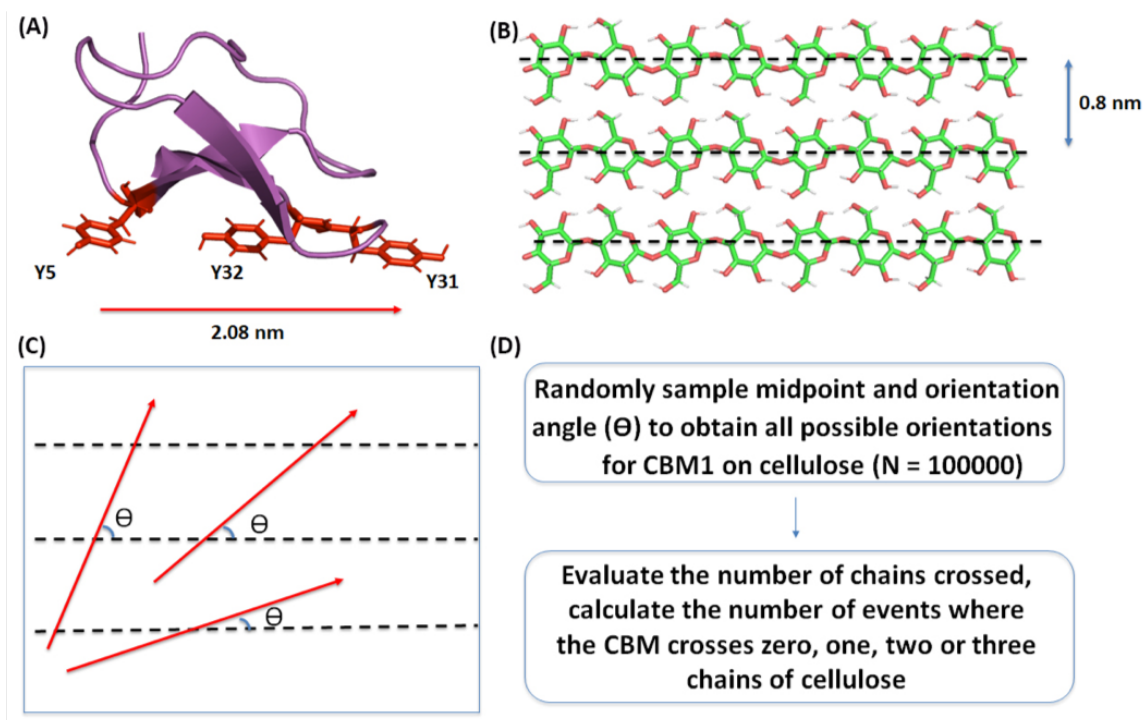 (A)
Y5
Y32
Y31
2.08 nm
(B)
0.8 nm
(C)
Θ
Θ
Θ
(D)
Randomly sample midpoint and orientation
angle (Θ) to obtain all possible orientations
for CBM1 on cellulose (N = 100000)
Evaluate the number of chains crossed,
calculate the number of events where
the CBM crosses zero, one, two or three
chains of cellulose